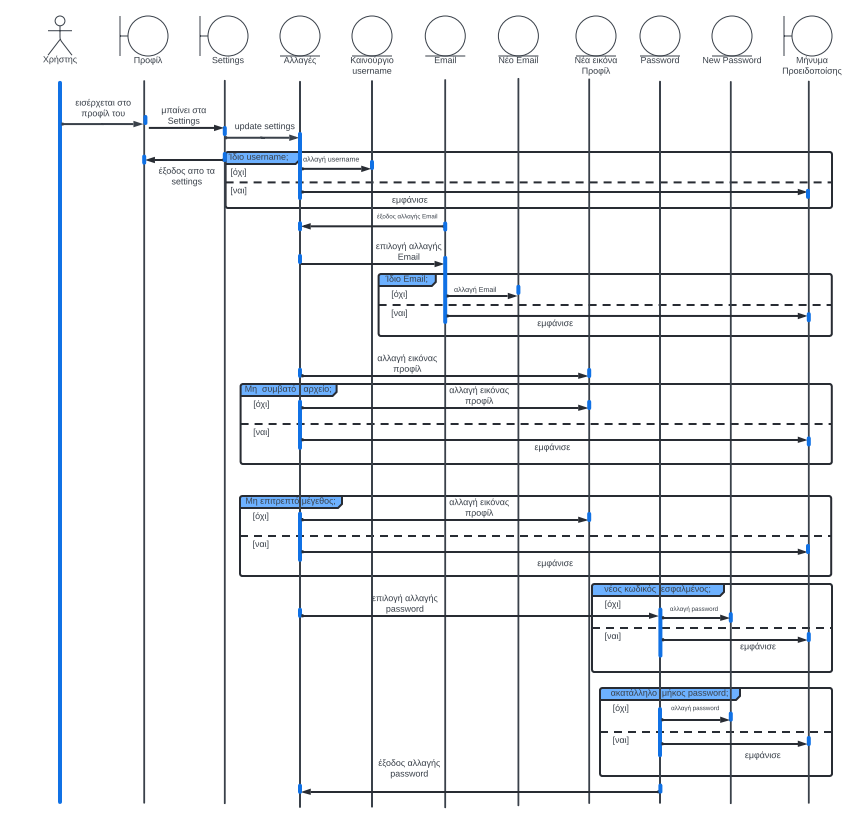 Χρήστης
Προφίλ
Settings
Αλλαγές
Καινούργιο
username
Email
Νέο Email
Νέα εικόνα
Προφίλ
Password
New Password
Μήνυμα
Προειδοποίσης
εισέρχεται στο
προφίλ του
μπαίνει στα
Settings
update settings
Ίδιο username;
αλλαγή username
έξοδος απο τα
settings
[όχι]
[ναι]
εμφάνισε
έξοδος αλλαγής Email
επιλογή αλλαγής
Email
Ίδιο Email;
[όχι]
αλλαγή Email
[ναι]
εμφάνισε
αλλαγή εικόνας
προφίλ
Μη συμβατό αρχείο;
[όχι]
αλλαγή εικόνας
προφίλ
[ναι]
εμφάνισε
Μη επιτρεπτό μέγεθος;
[όχι]
αλλαγή εικόνας
προφίλ
[ναι]
εμφάνισε
επιλογή αλλαγής
password
νέος κωδικός εσφαλμένος;
[όχι]
αλλαγή password
[ναι]
εμφάνισε
ακατάλληλο μήκος password;
[όχι]
αλλαγή password
[ναι]
εμφάνισε
έξοδος αλλαγής
password